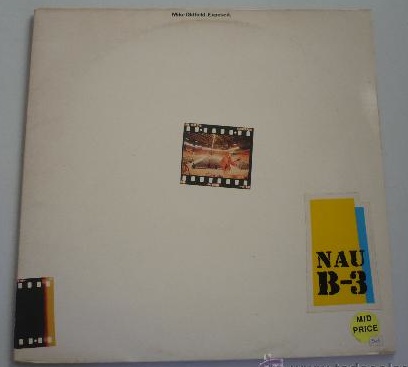 Mike Oldfield Exposed.
NAU
B-3
MID
PRICE